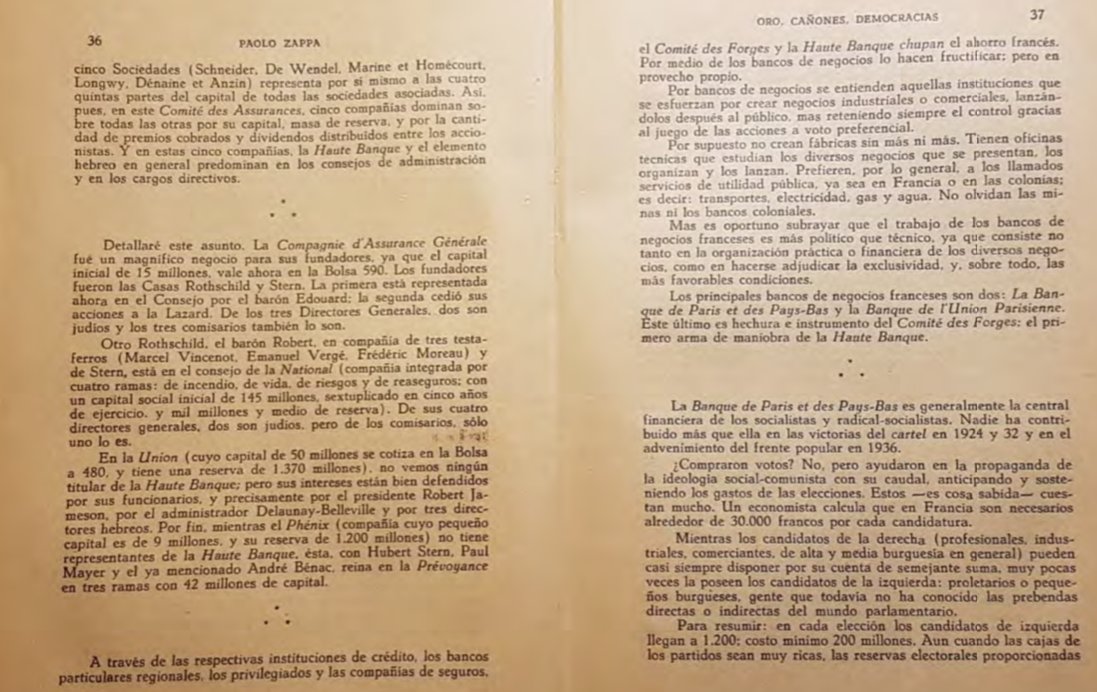 36
PAOLO ZAPPA
cinco Sociedades (Schneider, De Wendel, Marine et Homécourt,
Longwy, Dénaine et Anzin) representa por sí mismo a las cuatro
quintas partes del capital de todas las sociedades asociadas. Así,
pues, en este Comité des Assurances, cinco compañías dominan so-
bre todas las otras por su capital, masa de reserva, y por la canti-
dad de premios cobrados y dividendos distribuidos entre los accio-
nistas. Y en estas cinco compañías, la Haute Banque y el elemento
hebreo en general predominan en los consejos de administración
y en los cargos directivos.
Detallaré este asunto. La Compagnie d'Assurance Générale
fué un magnífico negocio para sus fundadores, ya que el capital
inicial de 15 millones, vale ahora en la Bolsa 590. Los fundadores
fueron las Casas Rothschild y Stern. La primera está representada
ahora en el Consejo por el barón Edouard; la segunda cedió sus
acciones a la Lazard. De los tres Directores Generales, dos son
judíos y los tres comisarios también lo son.
Otro Rothschild, el barón Robert, en compañía de tres testa-
ferros (Marcel Vincenot, Emanuel Vergé, Frédéric Moreau) y
de Stern, está en el consejo de la National (compañía integrada por
cuatro ramas: de incendio, de vida, de riesgos y de reaseguros; con
un capital social inicial de 145 millones, sextuplicado en cinco años
de ejercicio, y mil millones y medio de reserva). De sus cuatro
directores generales, dos son judíos, pero de los comisarios, sólo
uno lo es.
En la Union (cuyo capital de 50 millones se cotiza en la Bolsa
a 480, y tiene una reserva de 1.370 millones), no vemos ningún
titular de la Haute Banque; pero sus intereses están bien defendidos
por sus funcionarios, y precisamente por el presidente Robert Ja-
meson, por el administrador Delaunay-Belleville y por tres direc-
tores hebreos. Por fin, mientras el Phénix (compañía cuyo pequeño
capital es de 9 millones, y su reserva de 1.200 millones) no tiene
representantes de la Haute Banque, ésta, con Hubert Stern, Paul
Mayer y el ya mencionado André Bénac, reina en la Prévoyance
en tres ramas con 42 millones de capital.
A través de las respectivas instituciones de crédito, los bancos
particulares regionales, los privilegiados y las compañías de seguros,
ORO, CAÑONES, DEMOCRACIAS
37
el Comité des Forges y la Haute Banque chupan el ahorro francés.
Por medio de los bancos de negocios lo hacen fructificar; pero en
provecho propio.
Por bancos de negocios se entienden aquellas instituciones que
se esfuerzan por crear negocios industriales o comerciales, lanzán-
dolos después al público, mas reteniendo siempre el control gracias
al juego de las acciones a voto preferencial.
Por supuesto no crean fábricas sin más ni más. Tienen oficinas
técnicas que estudian los diversos negocios que se presentan, los
organizan y los lanzan. Prefieren, por lo general, a los llamados
servicios de utilidad pública, ya sea en Francia o en las colonias;
es decir: transportes, electricidad, gas y agua. No olvidan las mi-
nas ni los bancos coloniales.
Mas es oportuno subrayar que el trabajo de los bancos de
negocios franceses es más político que técnico, ya que consiste no
tanto en la organización práctica o financiera de los diversos nego-
cios, como en hacerse adjudicar la exclusividad, y, sobre todo, las
más favorables condiciones.
Los principales bancos de negocios franceses son dos: La Ban-
que de Paris et des Pays-Bas y la Banque de l'Union Parisienne.
Este último es hechura e instrumento del Comité des Forges; el pri-
mero arma de maniobra de la Haute Banque.
La Banque de Paris et des Pays-Bas es generalmente la central
financiera de los socialistas y radical-socialistas. Nadie ha contri-
buido más que ella en las victorias del cartel en 1924 y 32 y en el
advenimiento del frente popular en 1936.
¿Compraron votos? No, pero ayudaron en la propaganda de
la ideología social-comunista con su caudal, anticipando y soste-
niendo los gastos de las elecciones. Estos —es cosa sabida— cues-
tan mucho. Un economista calcula que en Francia son necesarios
alrededor de 30.000 francos por cada candidatura.
Mientras los candidatos de la derecha (profesionales, indus-
triales, comerciantes, de alta y media burguesía en general) pueden
casi siempre disponer por su cuenta de semejante suma, muy pocas
veces la poseen los candidatos de la izquierda: proletarios o peque-
ños burgueses, gente que todavía no ha conocido las prebendas
directas o indirectas del mundo parlamentario.
Para resumir: en cada elección los candidatos de izquierda
llegan a 1.200; costo mínimo 200 millones. Aun cuando las cajas de
los partidos sean muy ricas, las reservas electorales proporcionadas